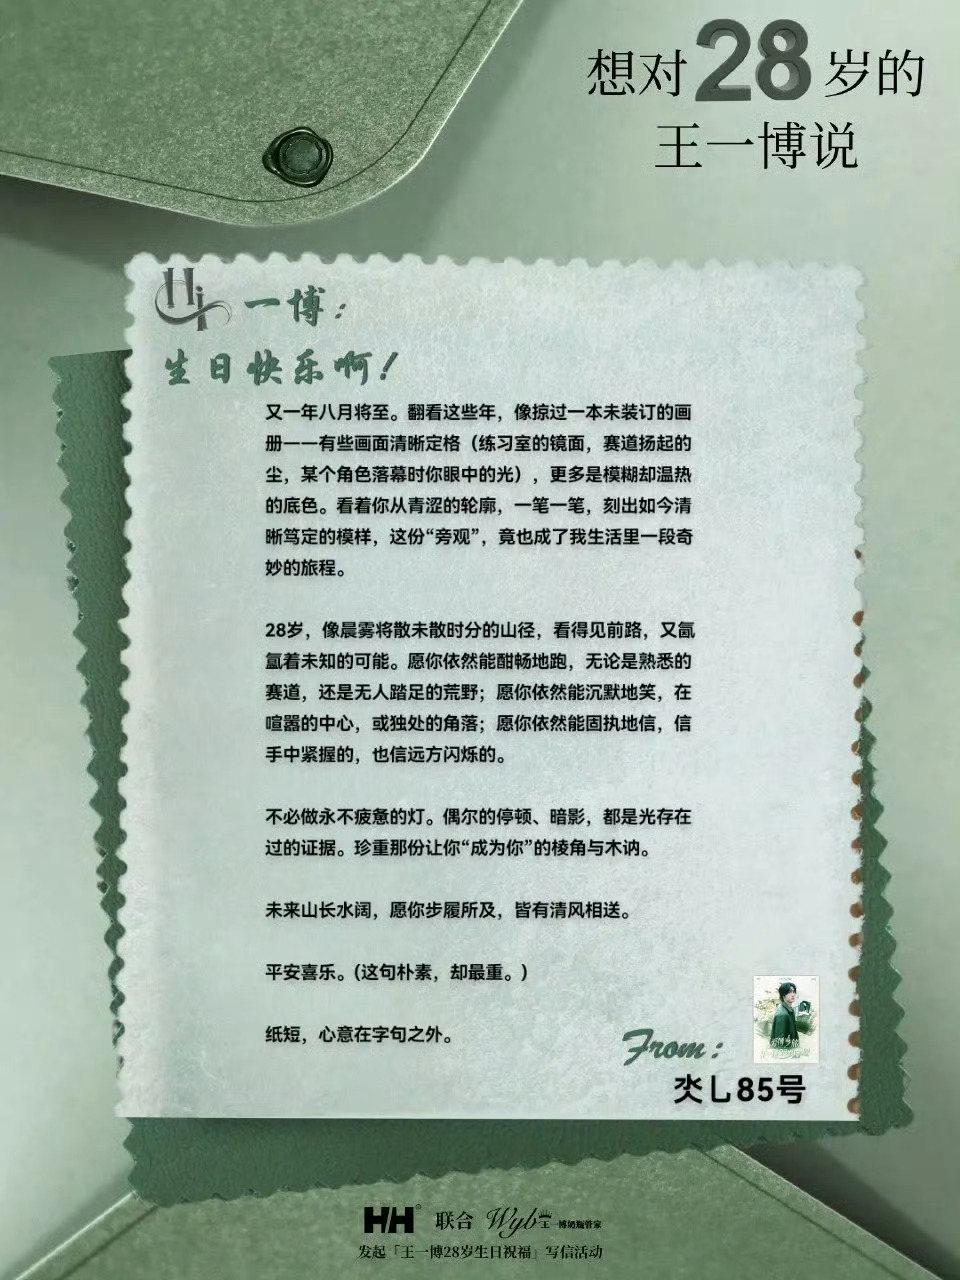 想对28岁的
王一博说
Hi 一博：
生日快乐啊！
又一年八月将至。翻看这些年，像掠过一本未装订的画
册——有些画面清晰定格（练习室的镜面，赛道扬起的
尘，某个角色落幕时你眼中的光），更多是模糊却温热
的底色。看着你从青涩的轮廓，一笔一笔，刻出如今清
晰笃定的模样，这份“旁观”，竟也成了我生活里一段奇
妙的旅程。
28岁，像晨雾将散未散时分的山径，看得见前路，又氤
氲着未知的可能。愿你依然能酣畅地跑，无论是熟悉的
赛道，还是无人踏足的荒野；愿你依然能沉默地笑，在
喧嚣的中心，或独处的角落；愿你依然能固执地信，信
手中紧握的，也信远方闪烁的。
不必做永不疲惫的灯。偶尔的停顿、暗影，都是光存在
过的证据。珍重那份让你“成为你”的棱角与木讷。
未来山长水阔，愿你步履所及，皆有清风相送。
平安喜乐。（这句朴素，却最重。）
纸短，心意在字句之外。
From：
乁85号
HH 联合 Wyb 王一博奶瓶管家
发起「王一博28岁生日祝福」写信活动